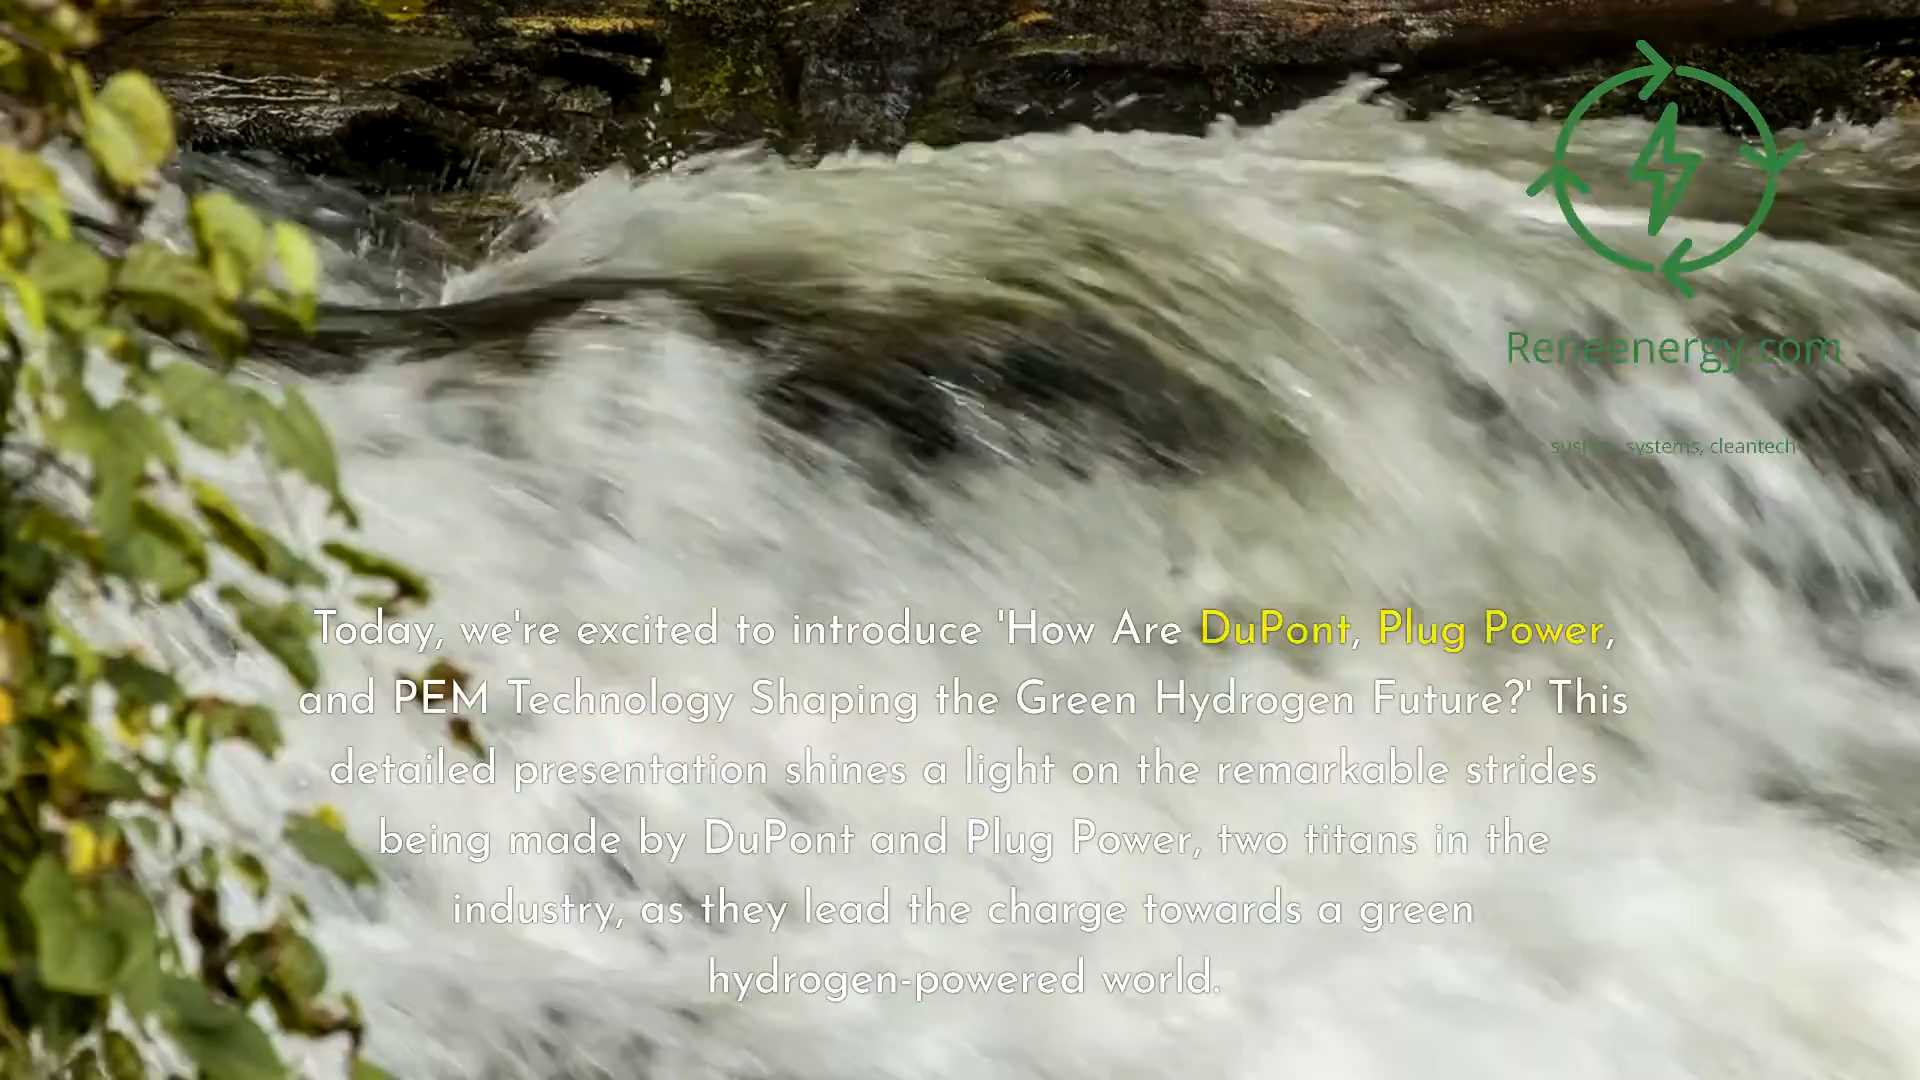 Reneenergy.com
systems, cleantech
Today, we're excited to introduce 'How Are DuPont, Plug Power,
and PEM Technology Shaping the Green Hydrogen Future?' This
detailed presentation shines a light on the remarkable strides
being made by DuPont and Plug Power, two titans in the
industry, as they lead the charge towards a green
hydrogen-powered world.